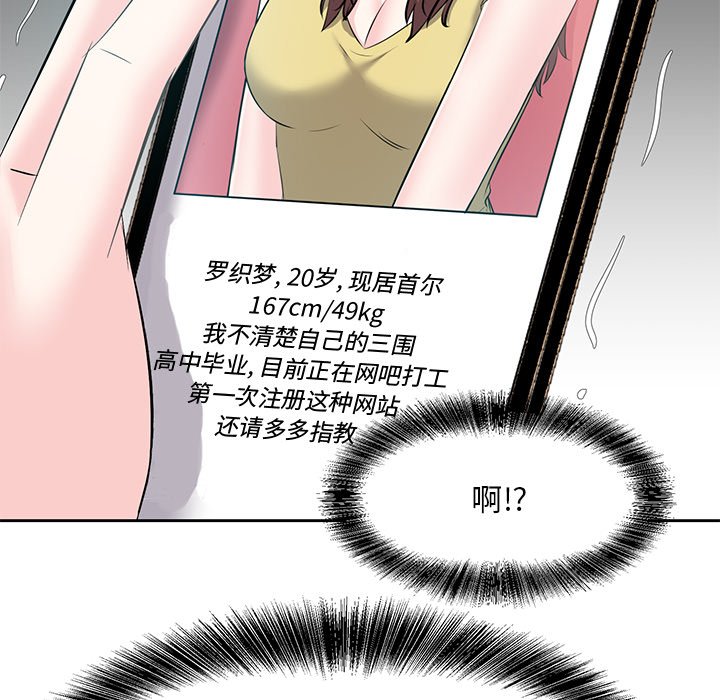 罗织梦，20岁，现居首尔
167cm/49kg
我不清楚自己的三围
高中毕业，目前正在网吧打工
第一次注册这种网站
还请多多指教
啊!?